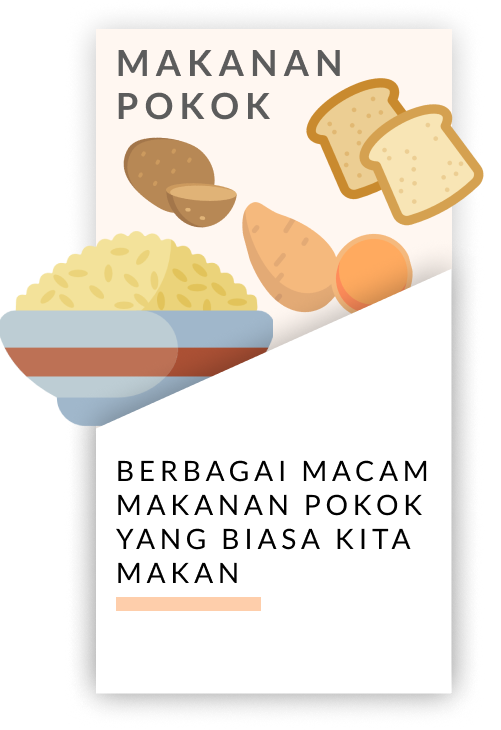 MAKANAN
POKOK
BERBAGAI MACAM
MAKANAN POKOK
YANG BIASA KITA
MAKAN